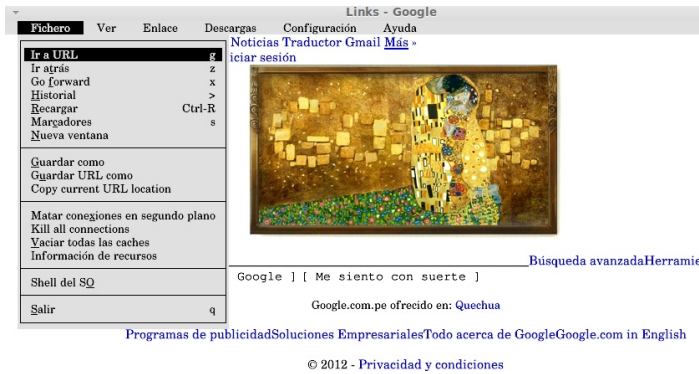 Links - Google
Fichero Ver Enlace Descargas Configuración Ayuda
Noticias Traductor Gmail Más »
iciar sesión
Ir a URL g
Ir atrás z
Go forward x
Historial >
Recargar Ctrl-R
Marcadores s
Nueva ventana
Guardar como
Guardar URL como
Copy current URL location
Matar conexiones en segundo plano
Kill all connections
Vaciar todas las caches
Información de recursos
Shell del SO
Salir q
Búsqueda avanzadaHerramie
Google ] [ Me siento con suerte ]
Google.com.pe ofrecido en: Quechua
Programas de publicidadSoluciones EmpresarialesTodo acerca de GoogleGoogle.com in English
© 2012 - Privacidad y condiciones